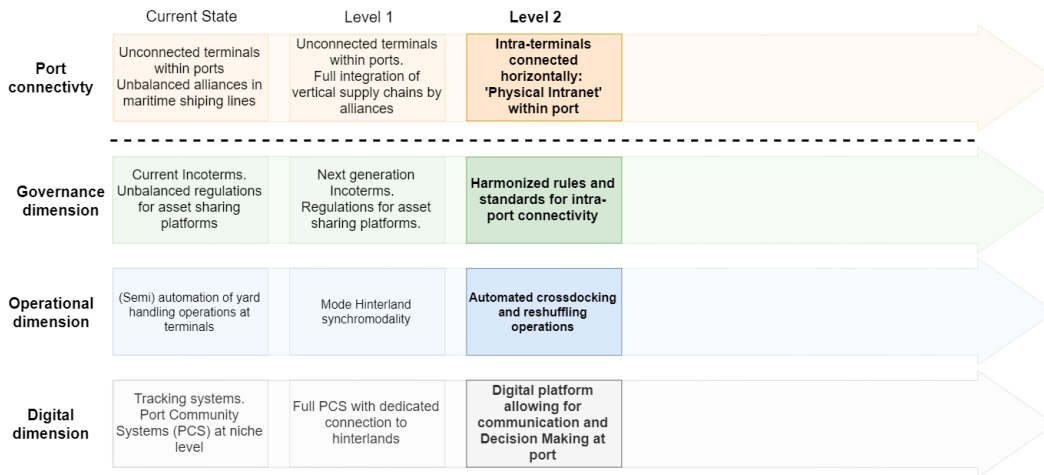 Current State
Level 1
Level 2
Port
connectivty
Unconnected terminals
within ports
Unbalanced alliances in
maritime shiping lines
Unconnected terminals
within ports.
Full integration of
vertical supply chains by
alliances
Intra-terminals
connected
horizontally:
'Physical Intranet'
within port
Governance
dimension
Current Incoterms.
Unbalanced regulations
for asset sharing
platforms
Next generation
Incoterms.
Regulations for asset
sharing platforms.
Harmonized rules and
standards for intra-
port connectivity
Operational
dimension
(Semi) automation of yard
handling operations at
terminals
Mode Hinterland
synchromodality
Automated crossdocking
and reshuffling
operations
Digital
dimension
Tracking systems.
Port Community
Systems (PCS) at niche
level
Full PCS with dedicated
connection to
hinterlands
Digital platform
allowing for
communication and
Decision Making at
port